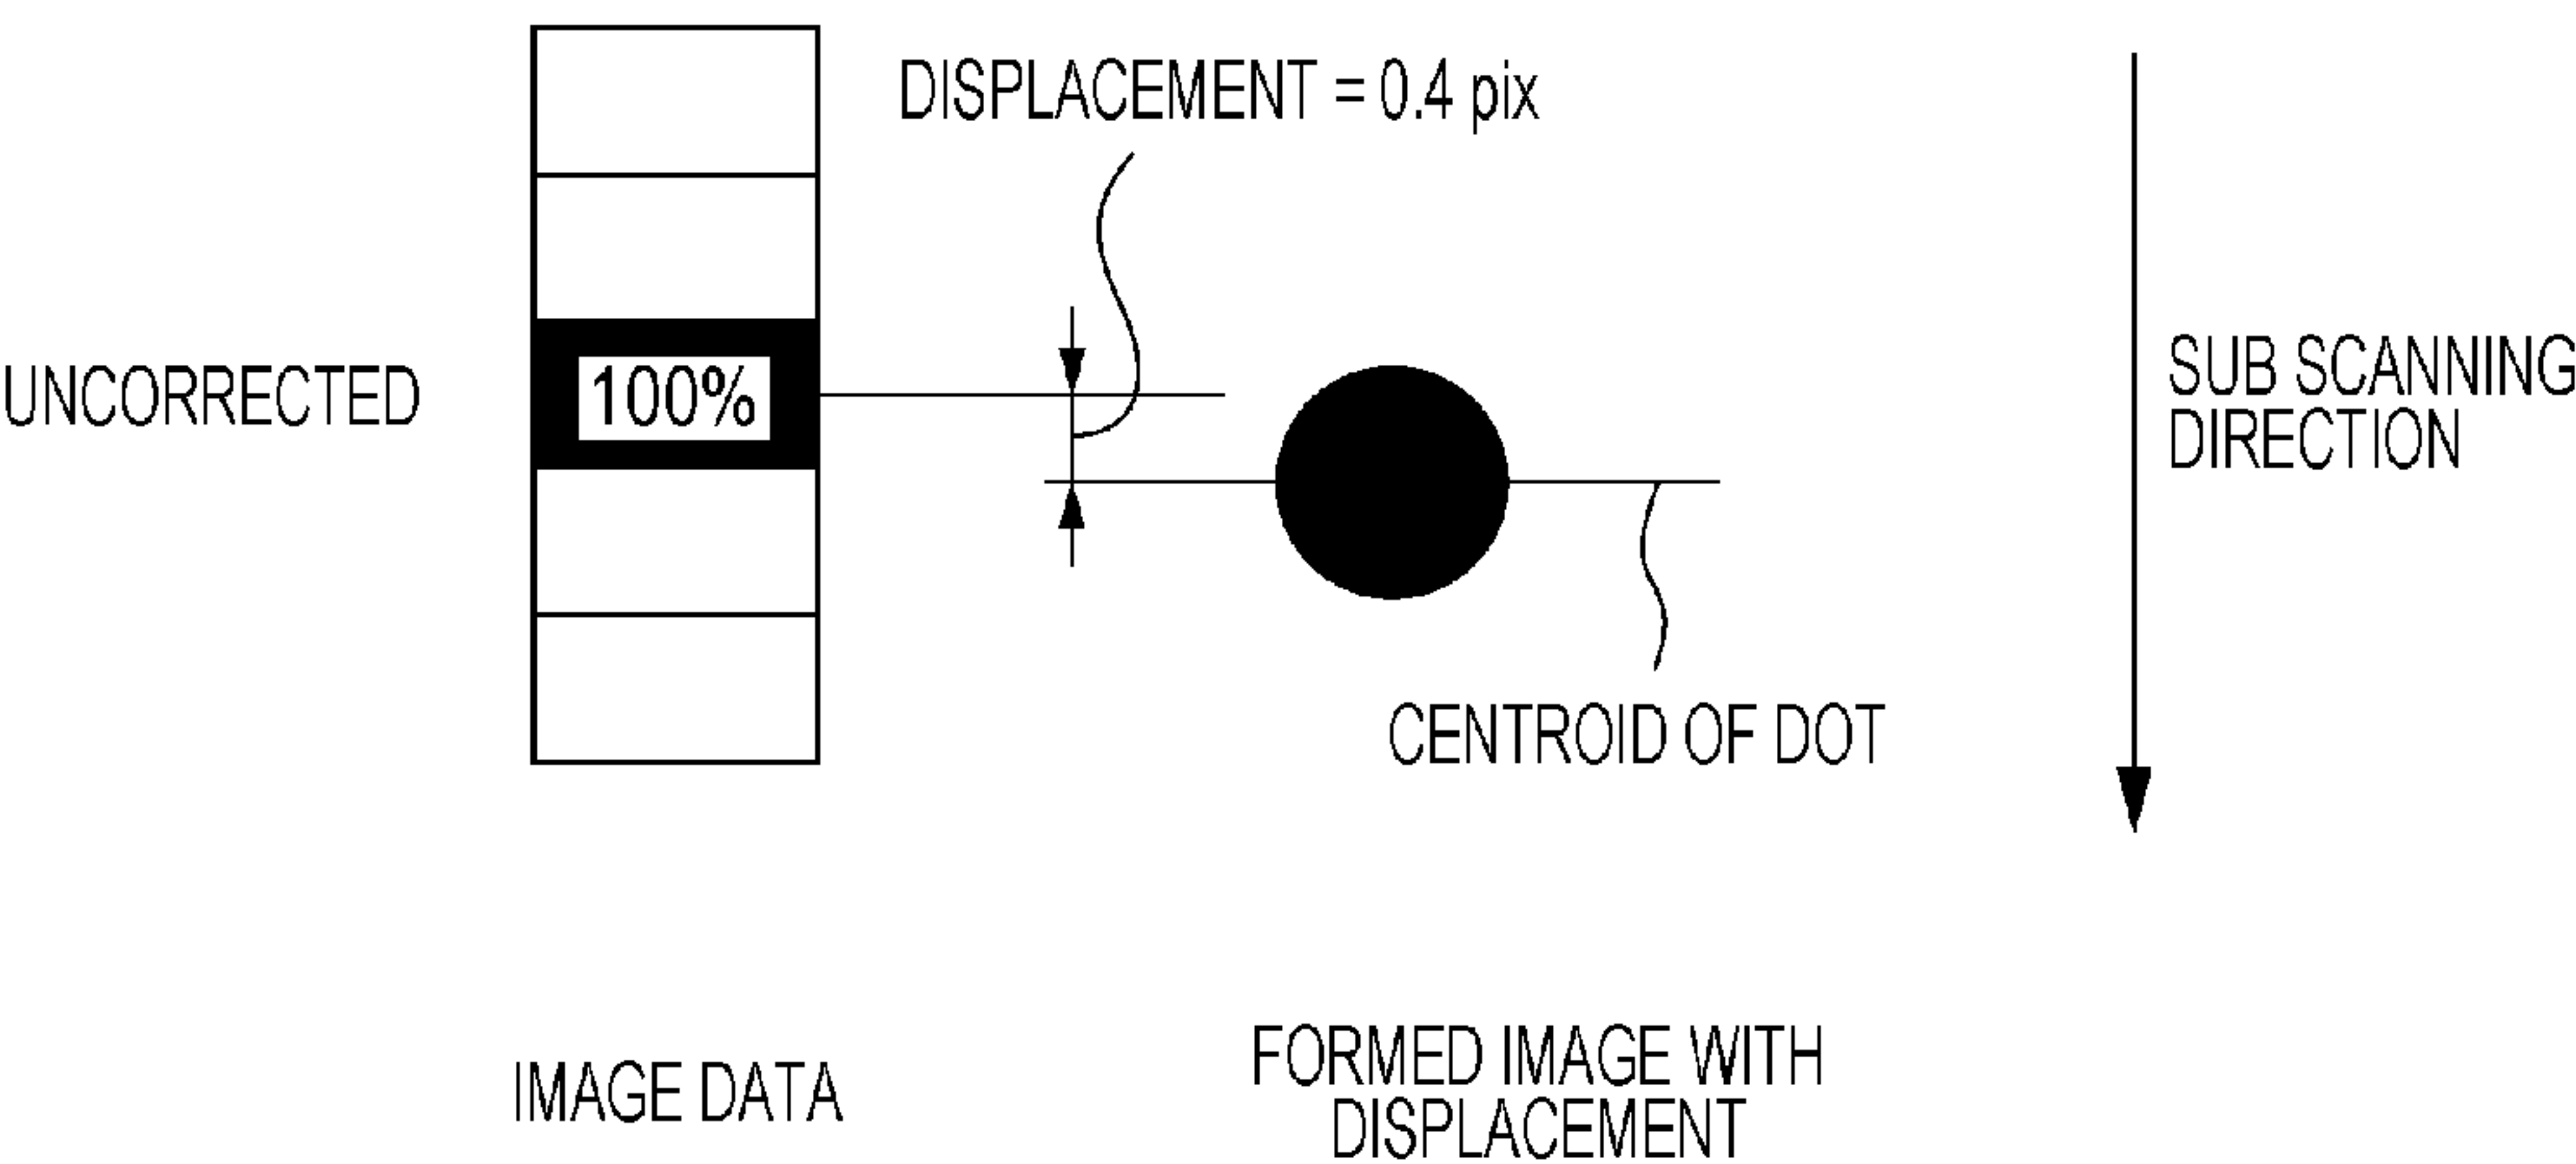 DISPLACEMENT = 0.4 pix
UNCORRECTED
100%
SUB SCANNING
DIRECTION
CENTROID OF DOT
IMAGE DATA
FORMED IMAGE WITH
DISPLACEMENT